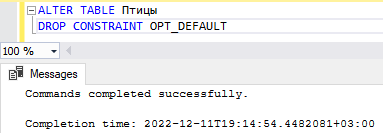 ALTER TABLE Птицы
DROP CONSTRAINT OPT_DEFAULT
100 %
Messages
Commands completed successfully.
Completion time: 2022-12-11T19:14:54.4482081+03:00